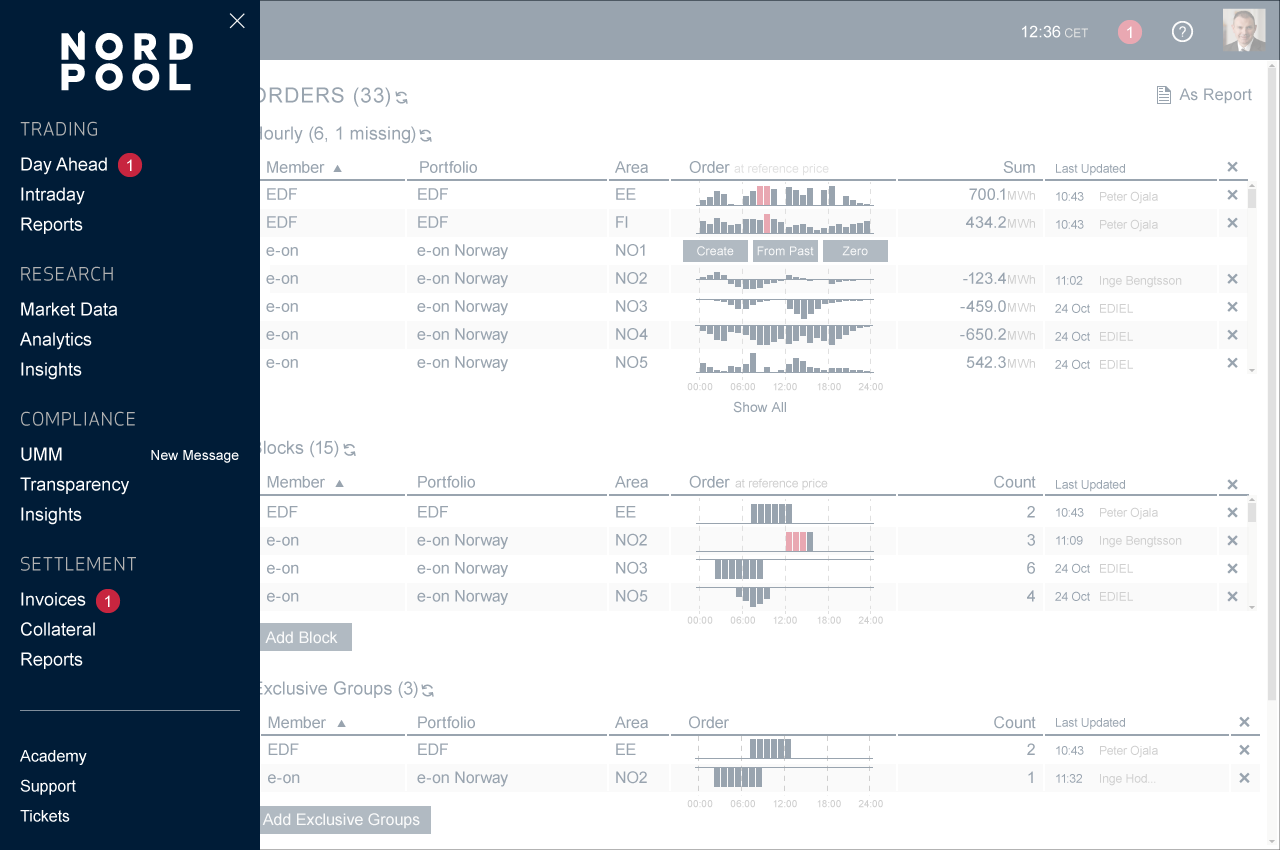 NORD
POOL
TRADING
Day Ahead 1
Intraday
Reports
RESEARCH
Market Data
Analytics
Insights
COMPLIANCE
UMM New Message
Transparency
Insights
SETTLEMENT
Invoices 1
Collateral
Reports
Academy
Support
Tickets
12:36 CET 1 ?
ORDERS (33) As Report
Hourly (6, 1 missing)
Member ▲ Portfolio Area Order at reference price Sum Last Updated ✕
EDF EDF EE 700.1MWh 10:43 Peter Ojala ✕
EDF EDF FI 434.2MWh 10:43 Peter Ojala ✕
e-on e-on Norway NO1 Create From Past Zero
e-on e-on Norway NO2 -123.4MWh 11:02 Inge Bengtsson ✕
e-on e-on Norway NO3 -459.0MWh 24 Oct EDIEL ✕
e-on e-on Norway NO4 -650.2MWh 24 Oct EDIEL ✕
e-on e-on Norway NO5 542.3MWh 24 Oct EDIEL ✕
00:00 06:00 12:00 18:00 24:00
Show All
Blocks (15)
Member ▲ Portfolio Area Order at reference price Count Last Updated ✕
EDF EDF EE 2 10:43 Peter Ojala ✕
e-on e-on Norway NO2 3 11:09 Inge Bengtsson ✕
e-on e-on Norway NO3 6 24 Oct EDIEL ✕
e-on e-on Norway NO5 4 24 Oct EDIEL ✕
00:00 06:00 12:00 18:00 24:00
Add Block
Exclusive Groups (3)
Member ▲ Portfolio Area Order Count Last Updated ✕
EDF EDF EE 2 10:43 Peter Ojala ✕
e-on e-on Norway NO2 1 11:32 Inge Hod... ✕
00:00 06:00 12:00 18:00 24:00
Add Exclusive Groups